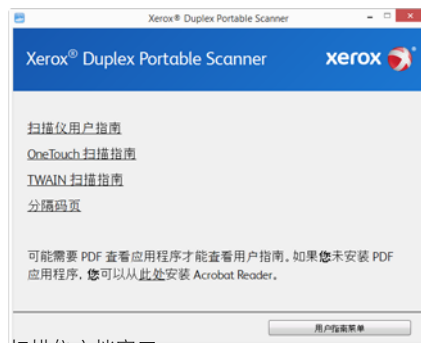 Xerox® Duplex Portable Scanner
Xerox® Duplex Portable Scanner
xerox
扫描仪用户指南
OneTouch 扫描指南
TWAIN 扫描指南
分隔码页
可能需要 PDF 查看应用程序才能查看用户指南。如果您未安装 PDF
应用程序，您可以从此处安装 Acrobat Reader。
用户指南菜单